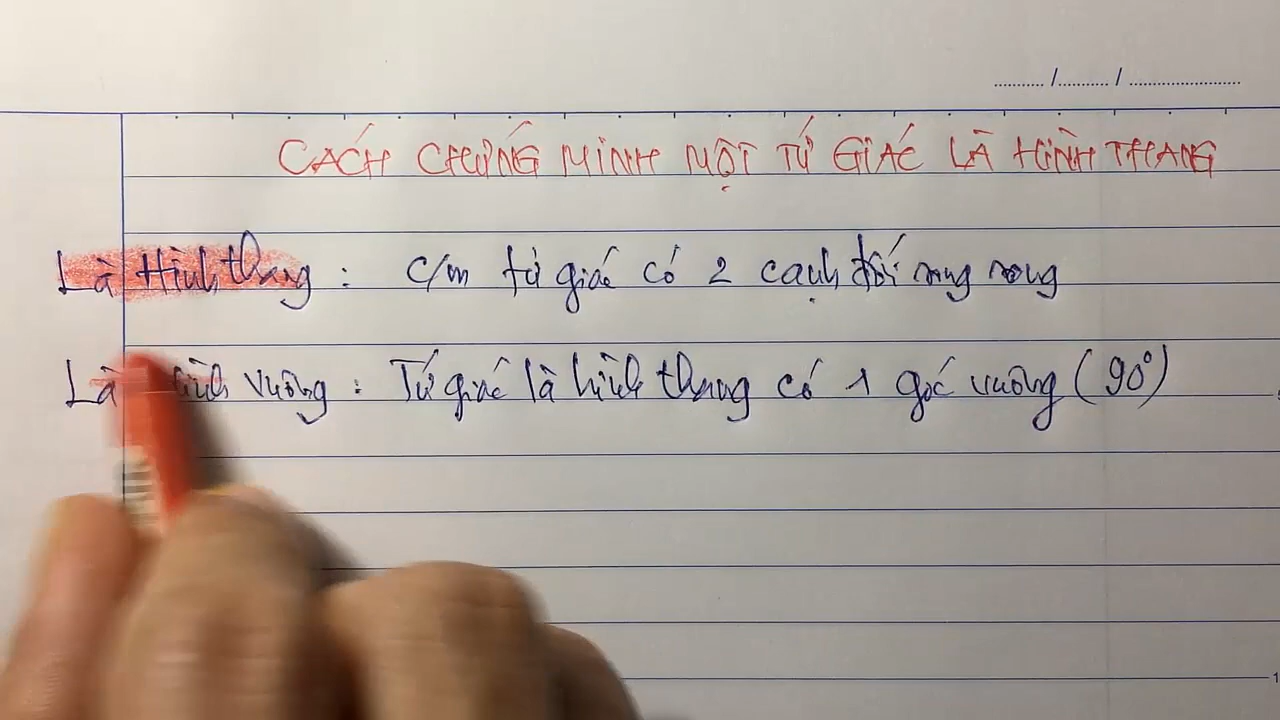 CÁCH CHỨNG MINH MỘT TỨ GIÁC LÀ HÌNH THANG
Là Hình thang : c/m tứ giác có 2 cạnh đối song song
Là vuông : Tứ giác là hình thang có 1 góc vuông (90°)